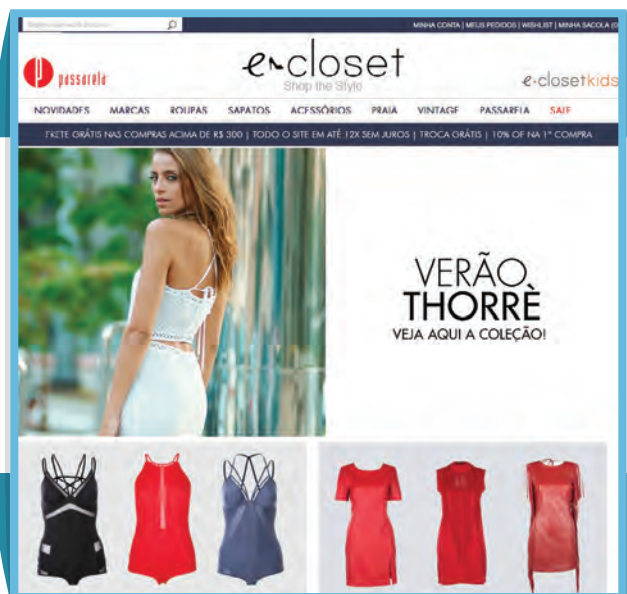 MINHA CONTA | MEUS PEDIDOS | WISHLIST | MINHA SACOLA (0
passarela
e-closet
Shop the Style
e-closetkids
NOVIDADES MARCAS ROUPAS SAPATOS ACESSÓRIOS PRAIA VINTAGE PASSARELA SALE
FRETE GRÁTIS NAS COMPRAS ACIMA DE R$ 300 | TODO O SITE EM ATÉ 12X SEM JUROS | TROCA GRÁTIS | 10% OF NA 1ª COMPRA
VERÃO
THORRÈ
VEJA AQUI A COLEÇÃO!